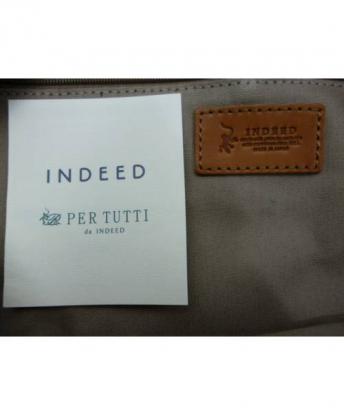 INDEED
PER TUTTI
da INDEED
INDEED
MADE IN JAPAN